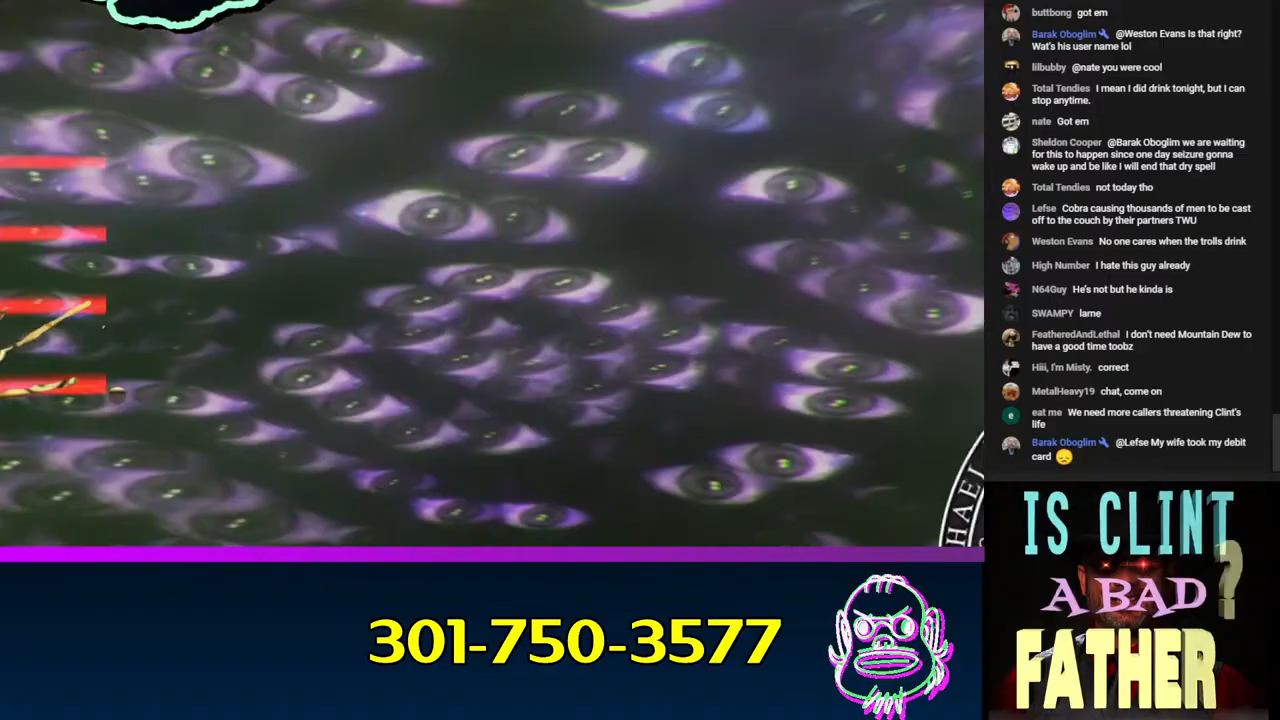 buttbong got em
Barak Oboglim @Weston Evans Is that right?
Wat's his user name lol
lilbubby @nate you were cool
Total Tendies I mean I did drink tonight, but I can
stop anytime.
nate Got em
Sheldon Cooper @Barak Oboglim we are waiting
for this to happen since one day seizure gonna
wake up and be like I will end that dry spell
Total Tendies not today tho
Lefse Cobra causing thousands of men to be cast
off to the couch by their partners TWU
Weston Evans No one cares when the trolls drink
High Number I hate this guy already
N64Guy He's not but he kinda is
SWAMPY lame
FeatheredAndLethal I don't need Mountain Dew to
have a good time toobz
Hiii, I'm Misty. correct
MetalHeavy19 chat, come on
e eat me We need more callers threatening Clint's
life
Barak Oboglim @Lefse My wife took my debit
card 😞
HAEL
IS CLINT
A BAD
FATHER
?
301-750-3577